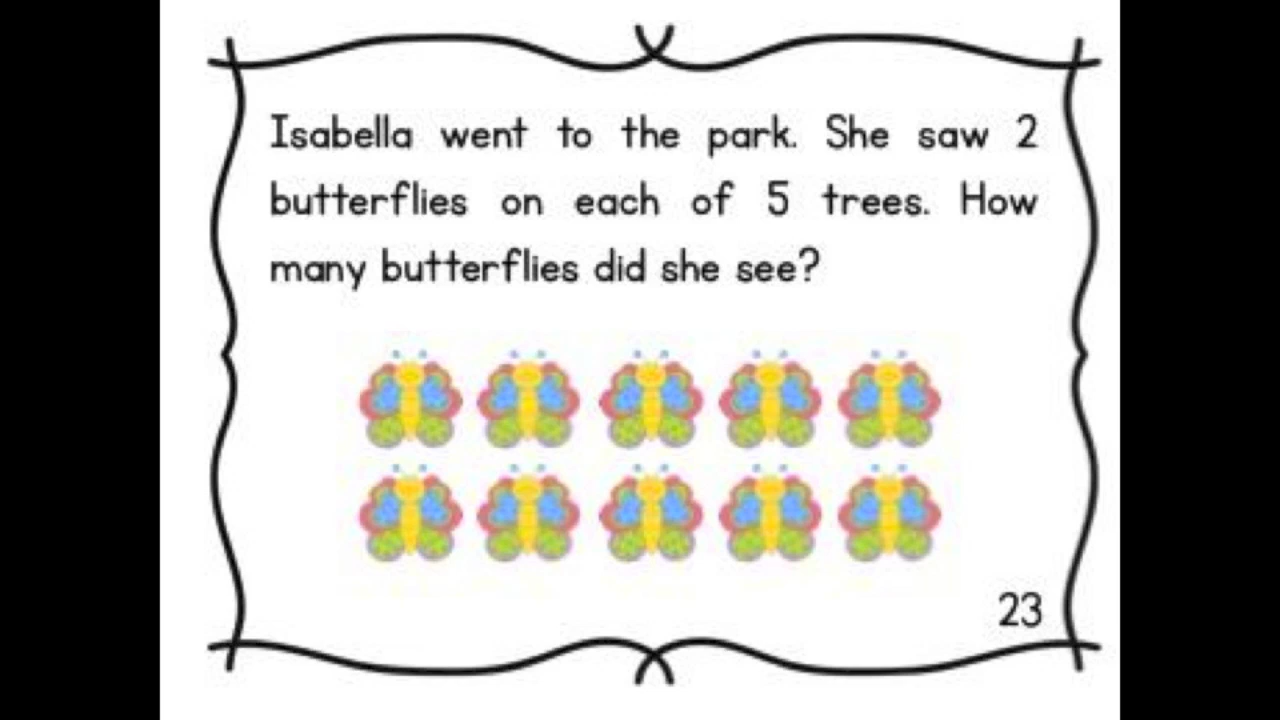 Isabella went to the park. She saw 2
butterflies on each of 5 trees. How
many butterflies did she see?
23